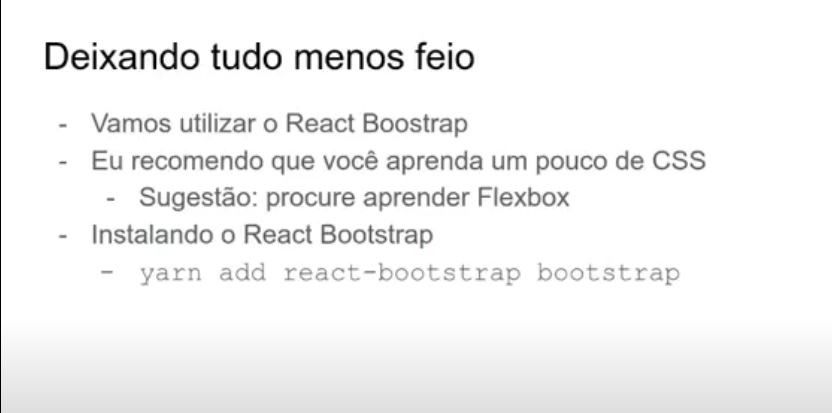 Deixando tudo menos feio
- Vamos utilizar o React Boostrap
- Eu recomendo que você aprenda um pouco de CSS
- Sugestão: procure aprender Flexbox
- Instalando o React Bootstrap
- yarn add react-bootstrap bootstrap